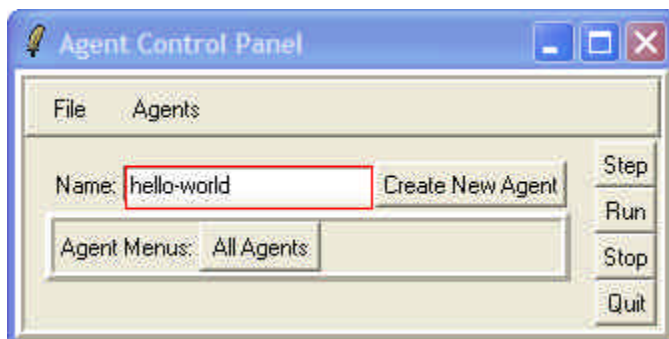 Agent Control Panel
File Agents
Name: hello-world Create New Agent
Agent Menus: All Agents
Step
Run
Stop
Quit